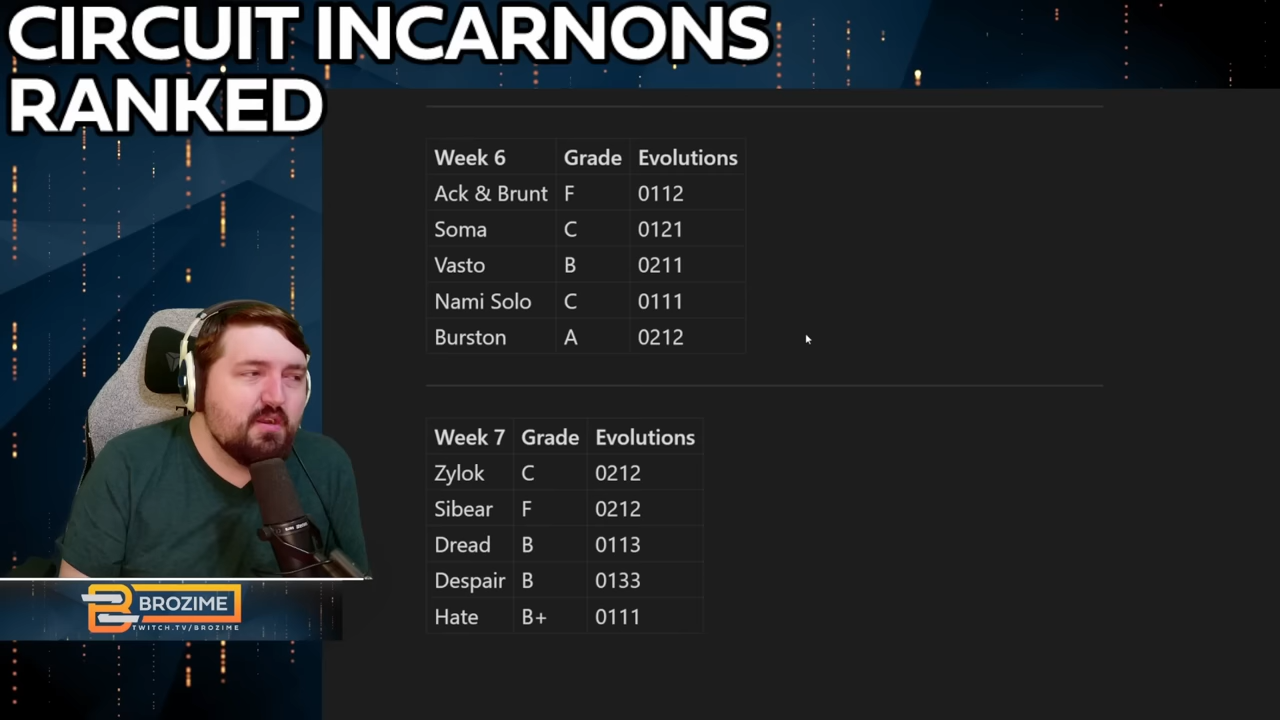 CIRCUIT INCARNONS
RANKED
Week 6 Grade Evolutions
Ack & Brunt F 0112
Soma C 0121
Vasto B 0211
Nami Solo C 0111
Burston A 0212
Week 7 Grade Evolutions
Zylok C 0212
Sibear F 0212
Dread B 0113
Despair B 0133
Hate B+ 0111
BROZIME
TWITCH.TV/BROZIME